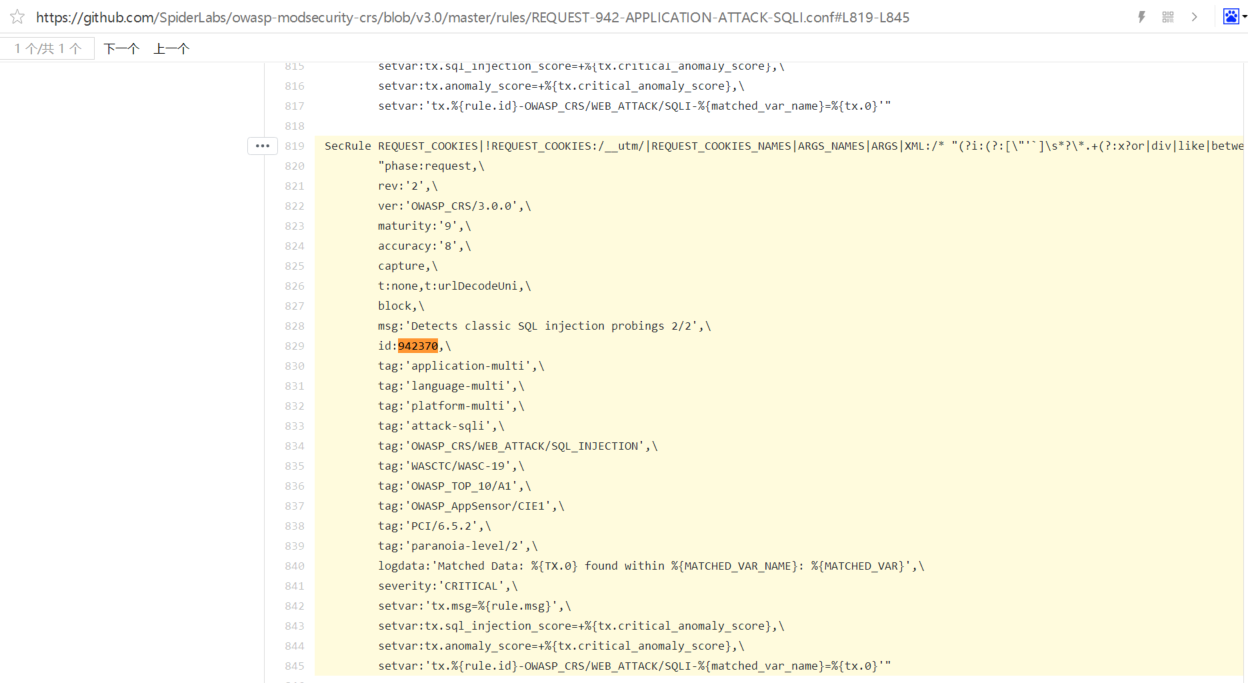 https://github.com/SpiderLabs/owasp-modsecurity-crs/blob/v3.0/master/rules/REQUEST-942-APPLICATION-ATTACK-SQLI.conf#L819-L845
1 个/共 1 个 下一个 上一个
815 setvar:tx.sql_injection_score=+%{tx.critical_anomaly_score},\
816 setvar:tx.anomaly_score=+%{tx.critical_anomaly_score},\
817 setvar:'tx.%{rule.id}-OWASP_CRS/WEB_ATTACK/SQLI-%{matched_var_name}=%{tx.0}'"
818
819 SecRule REQUEST_COOKIES|!REQUEST_COOKIES:/__utm/|REQUEST_COOKIES_NAMES|ARGS_NAMES|ARGS|XML:/* "(?i:(?:[\"'`]\s*?\*.+(?:x?or|div|like|betwe
820 "phase:request,\
821 rev:'2',\
822 ver:'OWASP_CRS/3.0.0',\
823 maturity:'9',\
824 accuracy:'8',\
825 capture,\
826 t:none,t:urlDecodeUni,\
827 block,\
828 msg:'Detects classic SQL injection probings 2/2',\
829 id:942370,\
830 tag:'application-multi',\
831 tag:'language-multi',\
832 tag:'platform-multi',\
833 tag:'attack-sqli',\
834 tag:'OWASP_CRS/WEB_ATTACK/SQL_INJECTION',\
835 tag:'WASCTC/WASC-19',\
836 tag:'OWASP_TOP_10/A1',\
837 tag:'OWASP_AppSensor/CIE1',\
838 tag:'PCI/6.5.2',\
839 tag:'paranoia-level/2',\
840 logdata:'Matched Data: %{TX.0} found within %{MATCHED_VAR_NAME}: %{MATCHED_VAR}',\
841 severity:'CRITICAL',\
842 setvar:'tx.msg=%{rule.msg}',\
843 setvar:tx.sql_injection_score=+%{tx.critical_anomaly_score},\
844 setvar:tx.anomaly_score=+%{tx.critical_anomaly_score},\
845 setvar:'tx.%{rule.id}-OWASP_CRS/WEB_ATTACK/SQLI-%{matched_var_name}=%{tx.0}'"